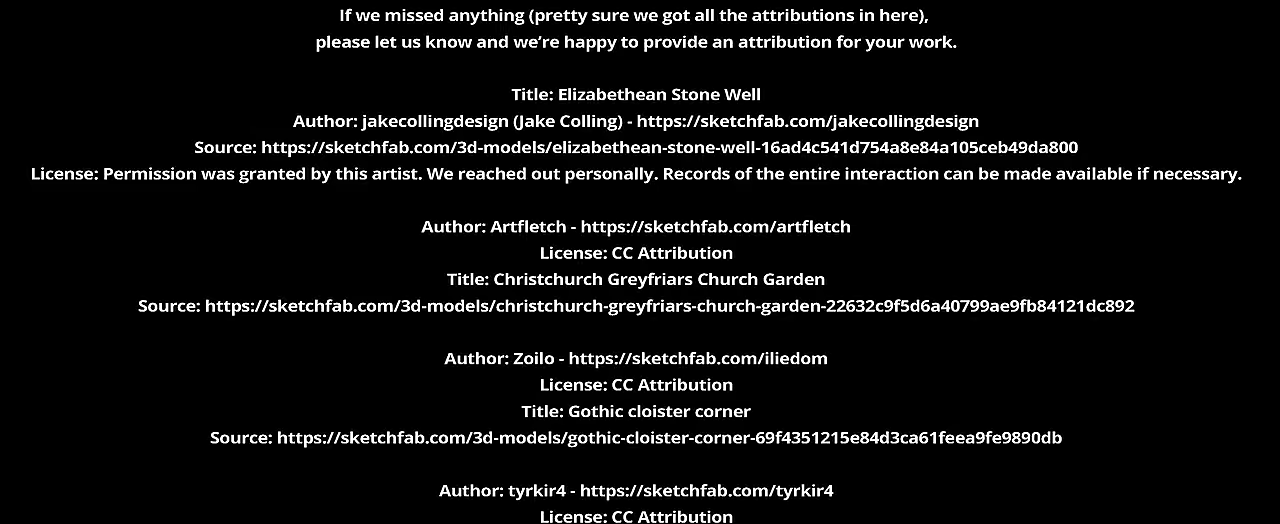 If we missed anything (pretty sure we got all the attributions in here),
please let us know and we're happy to provide an attribution for your work.
Title: Elizabethean Stone Well
Author: jakecollingdesign (Jake Colling) - https://sketchfab.com/jakecollingdesign
Source: https://sketchfab.com/3d-models/elizabethean-stone-well-16ad4c541d754a8e84a105ceb49da800
License: Permission was granted by this artist. We reached out personally. Records of the entire interaction can be made available if necessary.
Author: Artfletch - https://sketchfab.com/artfletch
License: CC Attribution
Title: Christchurch Greyfriars Church Garden
Source: https://sketchfab.com/3d-models/christchurch-greyfriars-church-garden-22632c9f5d6a40799ae9fb84121dc892
Author: Zoilo - https://sketchfab.com/iliedom
License: CC Attribution
Title: Gothic cloister corner
Source: https://sketchfab.com/3d-models/gothic-cloister-corner-69f4351215e84d3ca61feea9fe9890db
Author: tyrkir4 - https://sketchfab.com/tyrkir4
License: CC Attribution